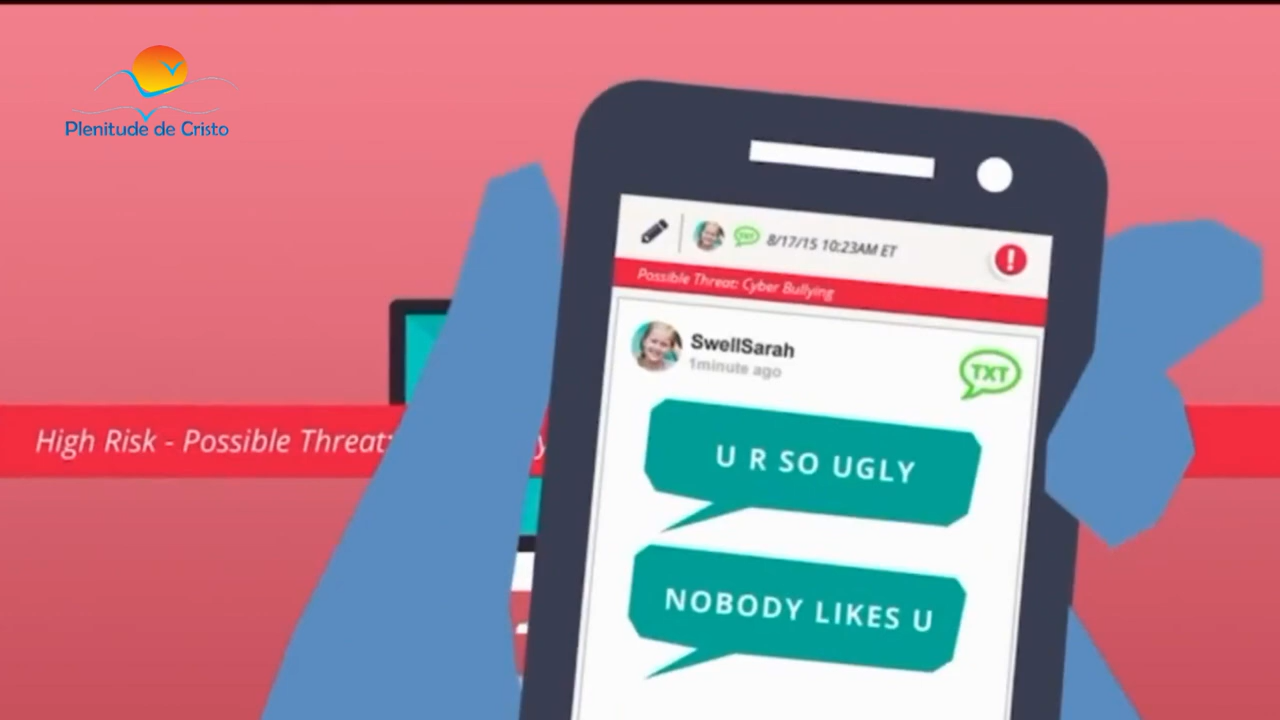 Plenitude de Cristo
TXT 8/17/15 10:23AM ET
Possible Threat: Cyber Bullying
SwellSarah
1minute ago
TXT
High Risk - Possible Threat:
U R SO UGLY
NOBODY LIKES U